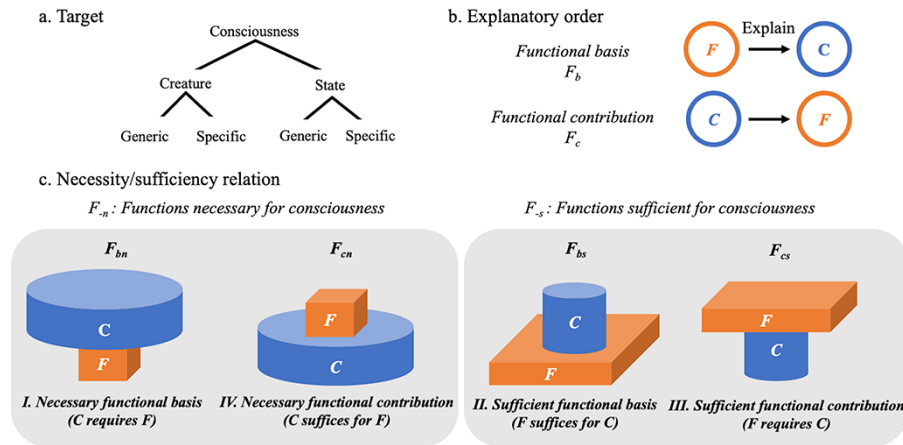 a. Target
Consciousness
Creature State
Generic Specific Generic Specific
b. Explanatory order
Functional basis
F_b
F
Explain
C
Functional contribution
F_c
C
F
c. Necessity/sufficiency relation
F_-n : Functions necessary for consciousness
F_bn
C
F
I. Necessary functional basis
(C requires F)
F_cn
F
C
IV. Necessary functional contribution
(C suffices for F)
F_-s : Functions sufficient for consciousness
F_bs
C
F
II. Sufficient functional basis
(F suffices for C)
F_cs
F
C
III. Sufficient functional contribution
(F requires C)